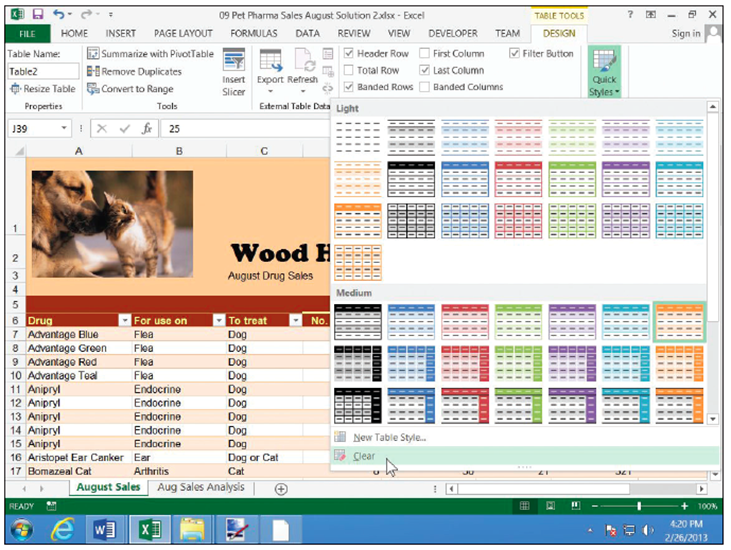 09 Pet Pharma Sales August Solution 2.xlsx - Excel
TABLE TOOLS
FILE HOME INSERT PAGE LAYOUT FORMULAS DATA REVIEW VIEW DEVELOPER TEAM DESIGN Sign in
Table Name:
Table2
Resize Table
Properties
Summarize with PivotTable
Remove Duplicates
Convert to Range
Tools
Insert Slicer
Export Refresh
External Table Data
Header Row First Column Filter Button
Total Row Last Column
Banded Rows Banded Columns
Quick Styles
J39 fx 25
Light
Medium
New Table Style...
Clear
A B C
1
2 Wood H
3 August Drug Sales
4
5
6 Drug For use on To treat No.
7 Advantage Blue Flea Dog
8 Advantage Green Flea Dog
9 Advantage Red Flea Dog
10 Advantage Teal Flea Dog
11 Anipryl Endocrine Dog
12 Anipryl Endocrine Dog
13 Anipryl Endocrine Dog
14 Anipryl Endocrine Dog
15 Anipryl Endocrine Dog
16 Aristopet Ear Canker Ear Dog or Cat
17 Bomazeal Cat Arthritis Cat
August Sales Aug Sales Analysis
READY 100%
4:20 PM
2/26/2013